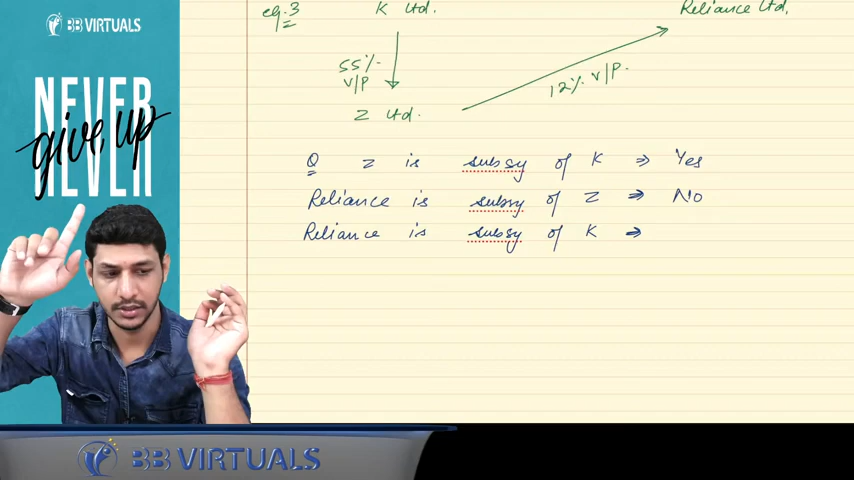 BB VIRTUALS
NEVER
give up
NEVER
eg.3
K Ltd.
Reliance Ltd.
55%
V/P
12% V/P.
Z Ltd.
Q Z is subsy of K ⇒ Yes
Reliance is subsy of Z ⇒ No
Reliance is subsy of K ⇒
BB VIRTUALS